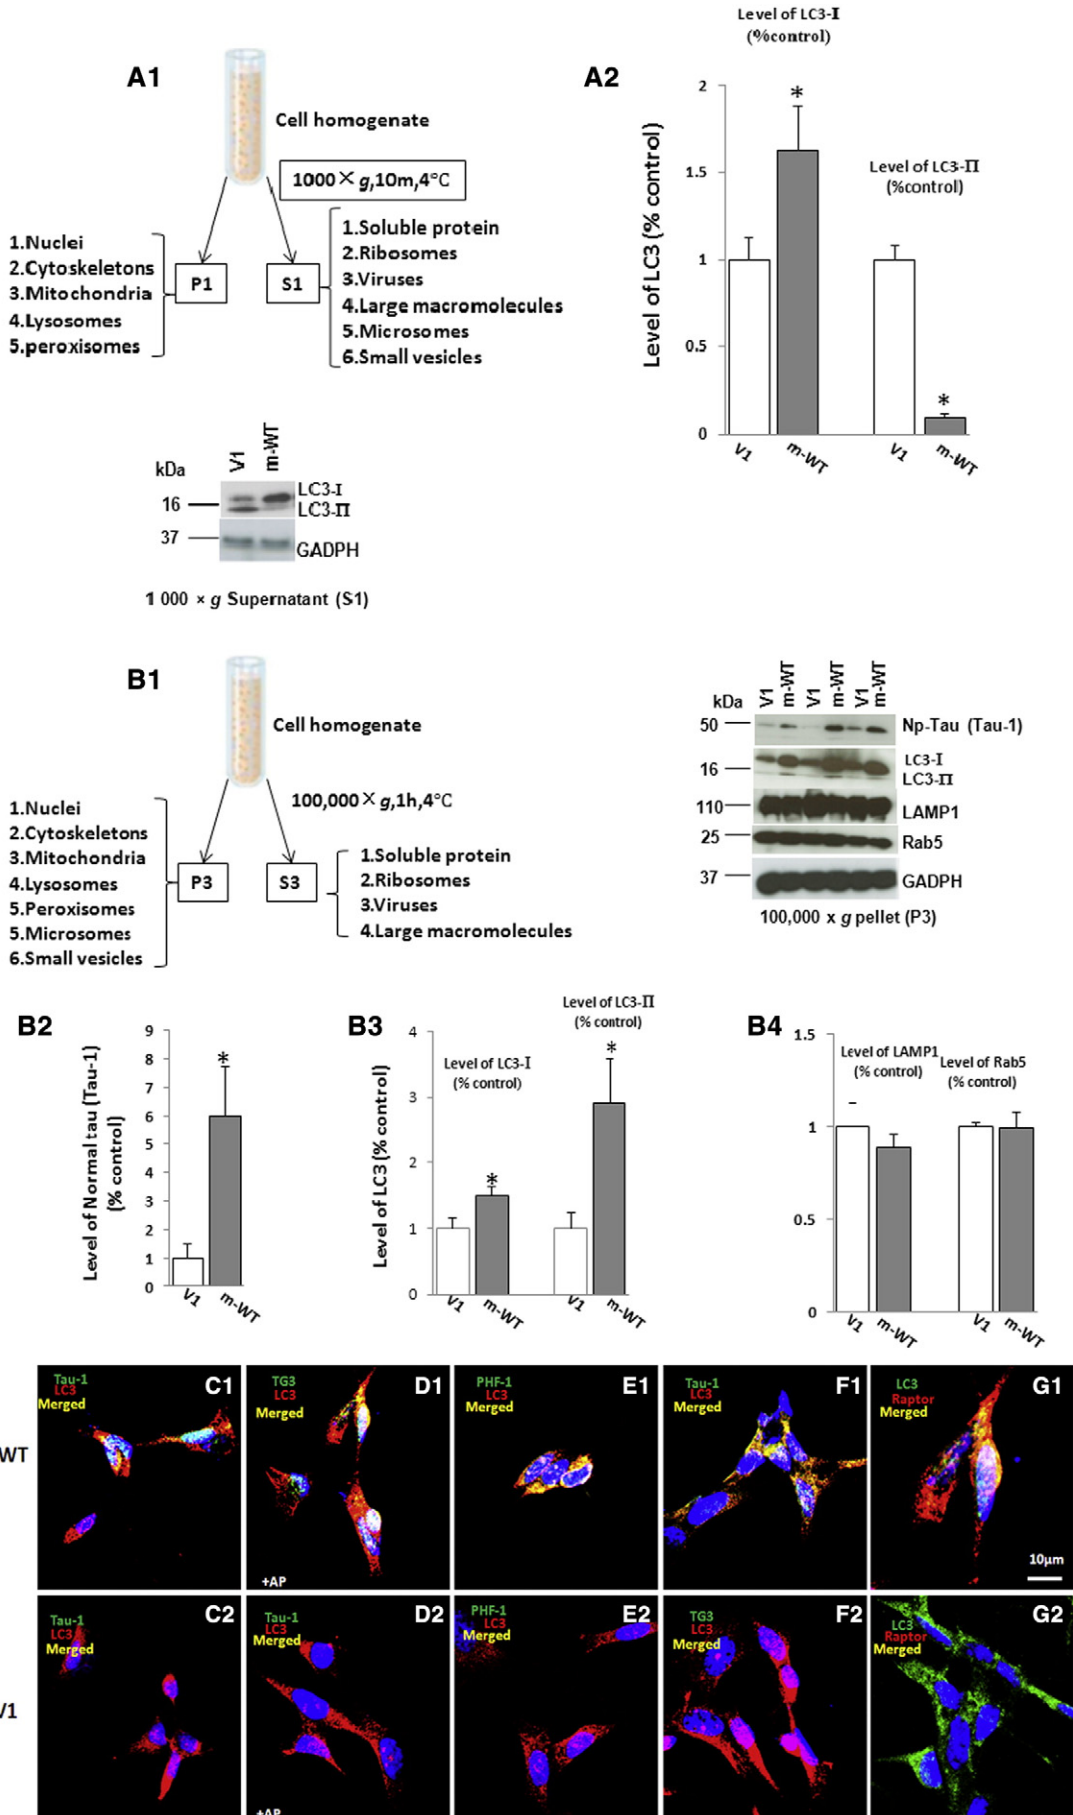 A1
Cell homogenate
1000 × g,10m,4°C
1.Nuclei
2.Cytoskeletons
3.Mitochondria
4.Lysosomes
5.peroxisomes
P1
S1
1.Soluble protein
2.Ribosomes
3.Viruses
4.Large macromolecules
5.Microsomes
6.Small vesicles
kDa
V1
m-WT
16
LC3-I
LC3-II
37
GADPH
1 000 × g Supernatant (S1)
A2
Level of LC3-I
(%control)
Level of LC3 (% control)
2
1.5
1
0.5
0
*
Level of LC3-II
(%control)
*
V1
m-WT
V1
m-WT
B1
Cell homogenate
100,000 × g,1h,4°C
1.Nuclei
2.Cytoskeletons
3.Mitochondria
4.Lysosomes
5.Peroxisomes
5.Microsomes
6.Small vesicles
P3
S3
1.Soluble protein
2.Ribosomes
3.Viruses
4.Large macromolecules
kDa
V1
m-WT
V1
m-WT
V1
m-WT
50
Np-Tau (Tau-1)
16
LC3-I
LC3-II
110
LAMP1
25
Rab5
37
GADPH
100,000 x g pellet (P3)
B2
Level of Normal tau (Tau-1)
(% control)
9
8
7
6
5
4
3
2
1
0
*
V1
m-WT
B3
Level of LC3 (% control)
4
3
2
1
0
Level of LC3-I
(% control)
*
Level of LC3-II
(% control)
*
V1
m-WT
V1
m-WT
B4
1.5
1
0.5
0
Level of LAMP1
(% control)
Level of Rab5
(% control)
V1
m-WT
V1
m-WT
WT
Tau-1
LC3
Merged
C1
TG3
LC3
Merged
D1
+AP
PHF-1
LC3
Merged
E1
Tau-1
LC3
Merged
F1
LC3
Raptor
Merged
G1
10µm
V1
Tau-1
LC3
Merged
C2
Tau-1
LC3
Merged
D2
+AP
PHF-1
LC3
Merged
E2
TG3
LC3
Merged
F2
LC3
Raptor
Merged
G2